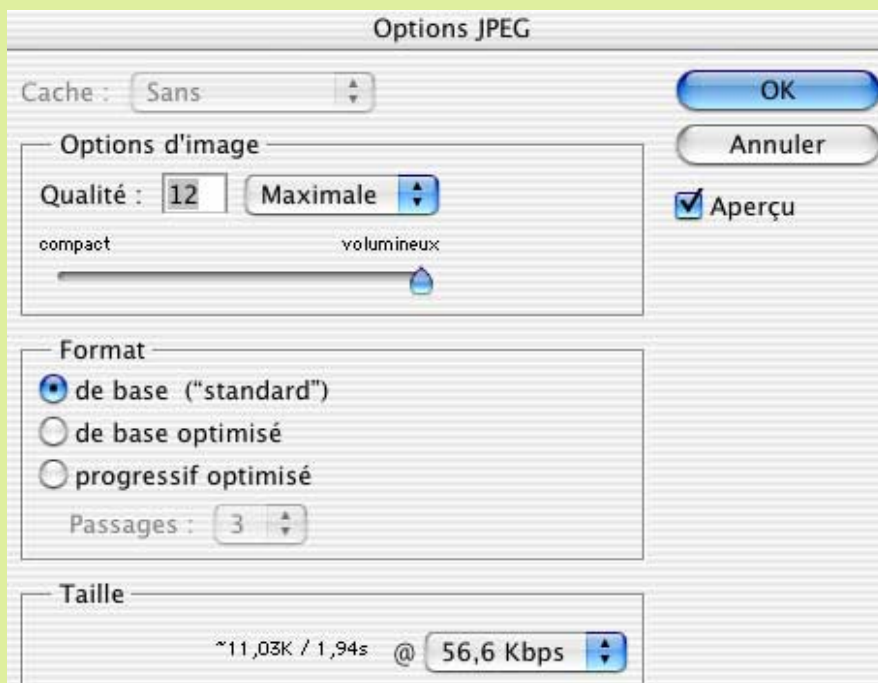 Options JPEG
Cache : Sans
OK
Options d'image
Annuler
Qualité : 12 Maximale
Aperçu
compact volumineux
Format
de base (“standard”)
de base optimisé
progressif optimisé
Passages : 3
Taille
~11,03K / 1,94s @ 56,6 Kbps